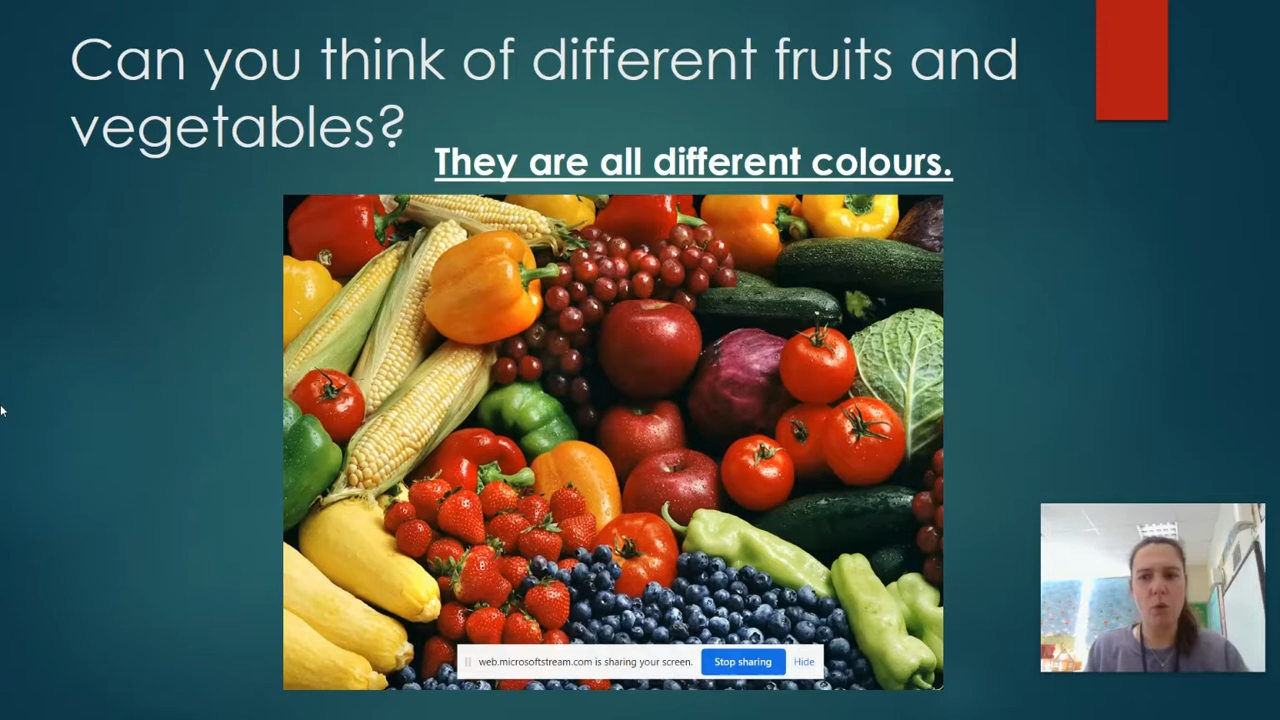 Can you think of different fruits and
vegetables?
They are all different colours.
web.microsoftstream.com is sharing your screen. Stop sharing Hide